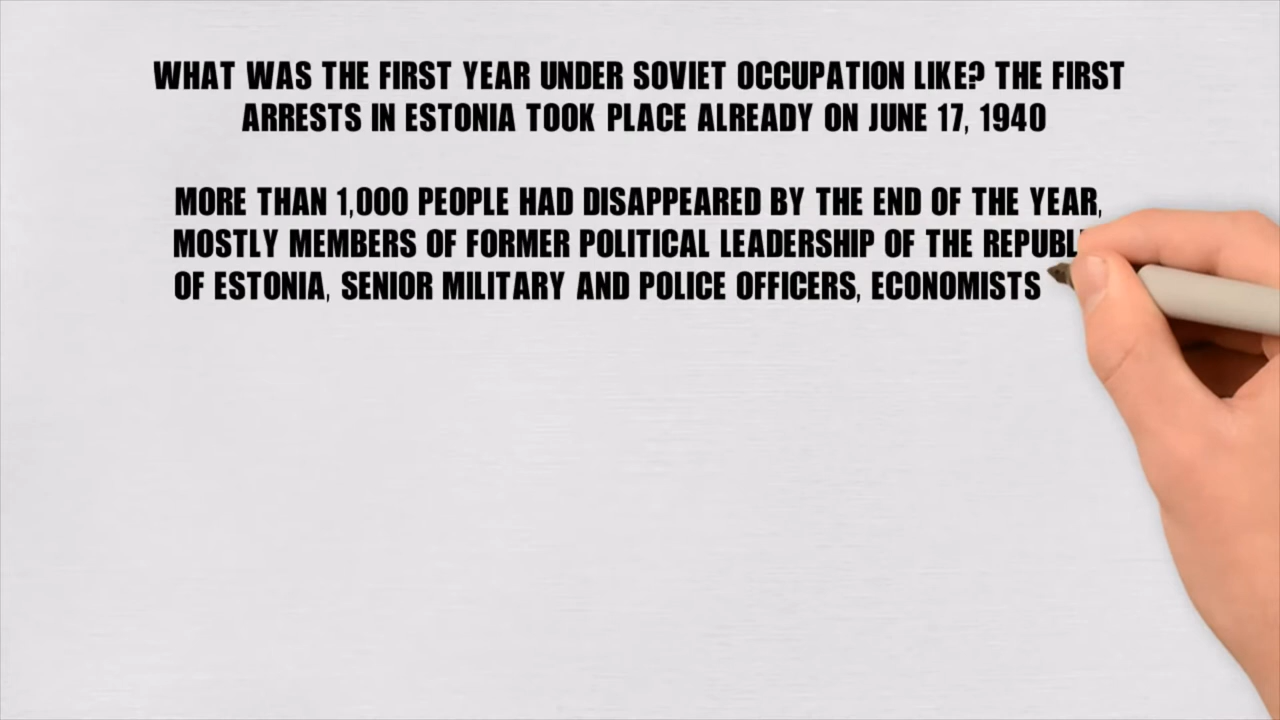 WHAT WAS THE FIRST YEAR UNDER SOVIET OCCUPATION LIKE? THE FIRST
ARRESTS IN ESTONIA TOOK PLACE ALREADY ON JUNE 17, 1940
MORE THAN 1,000 PEOPLE HAD DISAPPEARED BY THE END OF THE YEAR,
MOSTLY MEMBERS OF FORMER POLITICAL LEADERSHIP OF THE
OF ESTONIA, SENIOR MILITARY AND POLICE OFFICERS, ECONOMISTS